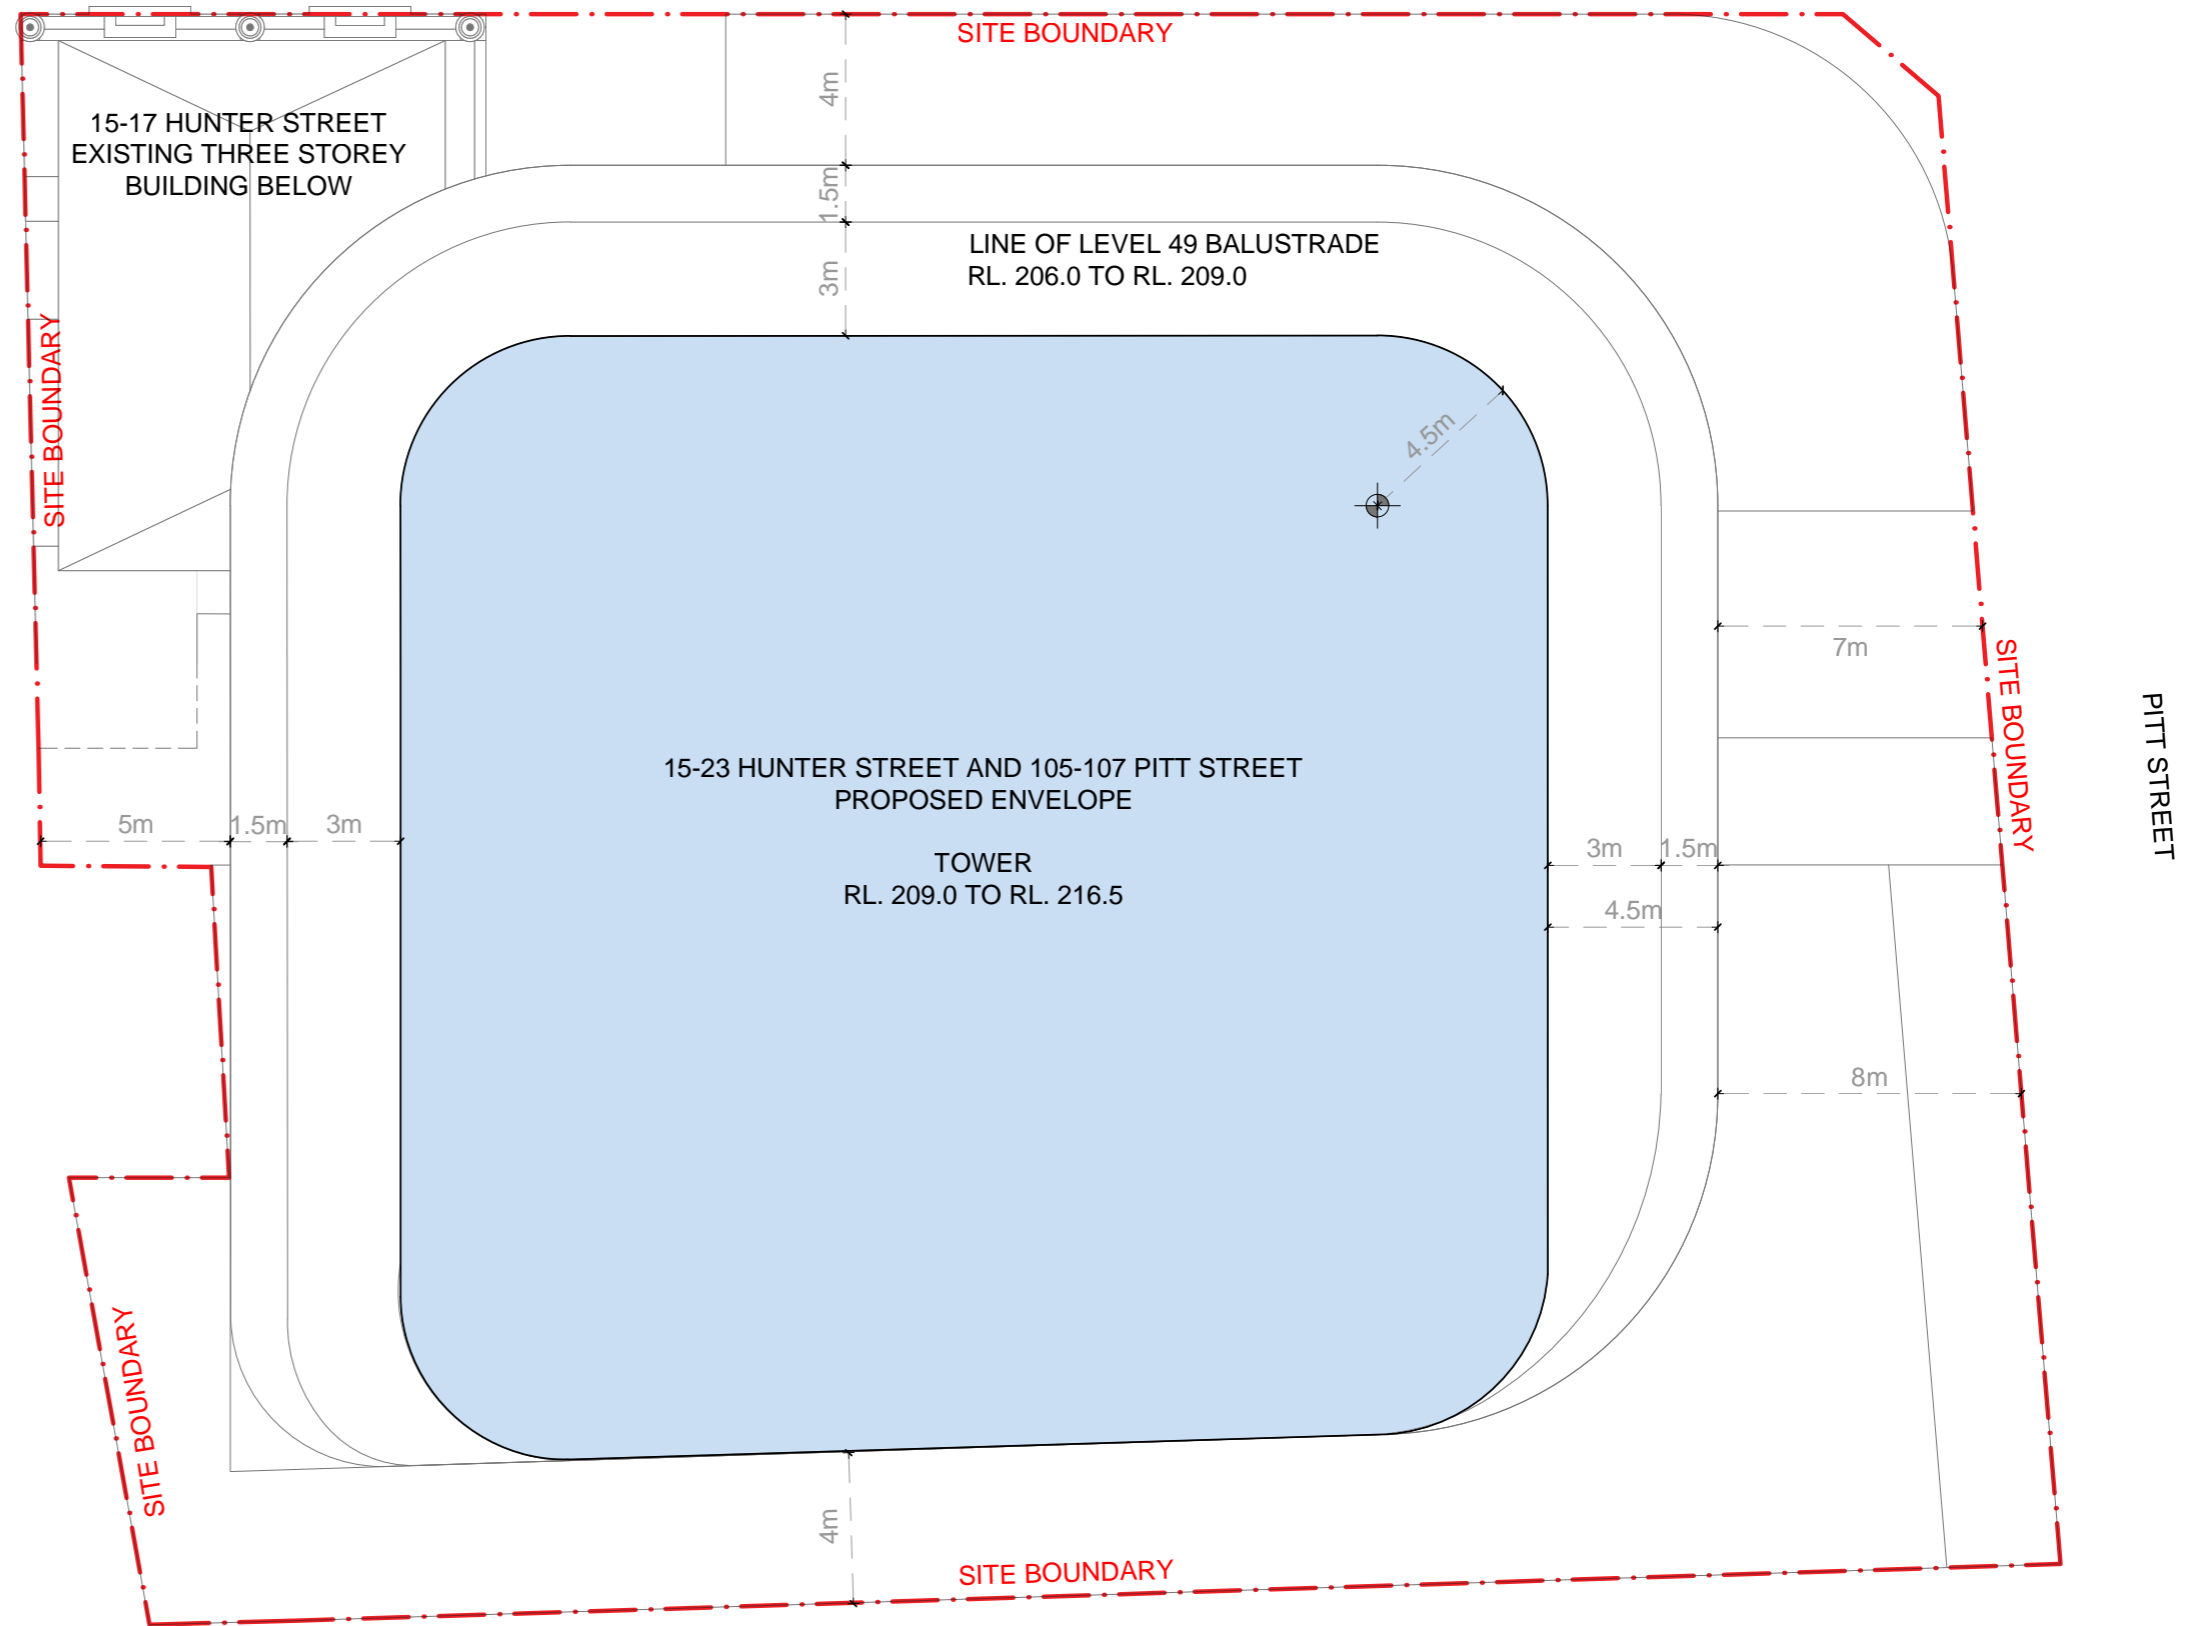 SITE BOUNDARY
4m
15-17 HUNTER STREET
EXISTING THREE STOREY
BUILDING BELOW
1.5m
LINE OF LEVEL 49 BALUSTRADE
RL. 206.0 TO RL. 209.0
3m
SITE BOUNDARY
4.5m
7m
SITE BOUNDARY
PITT STREET
15-23 HUNTER STREET AND 105-107 PITT STREET
PROPOSED ENVELOPE
TOWER
RL. 209.0 TO RL. 216.5
5m
1.5m
3m
3m
1.5m
4.5m
8m
SITE BOUNDARY
4m
SITE BOUNDARY